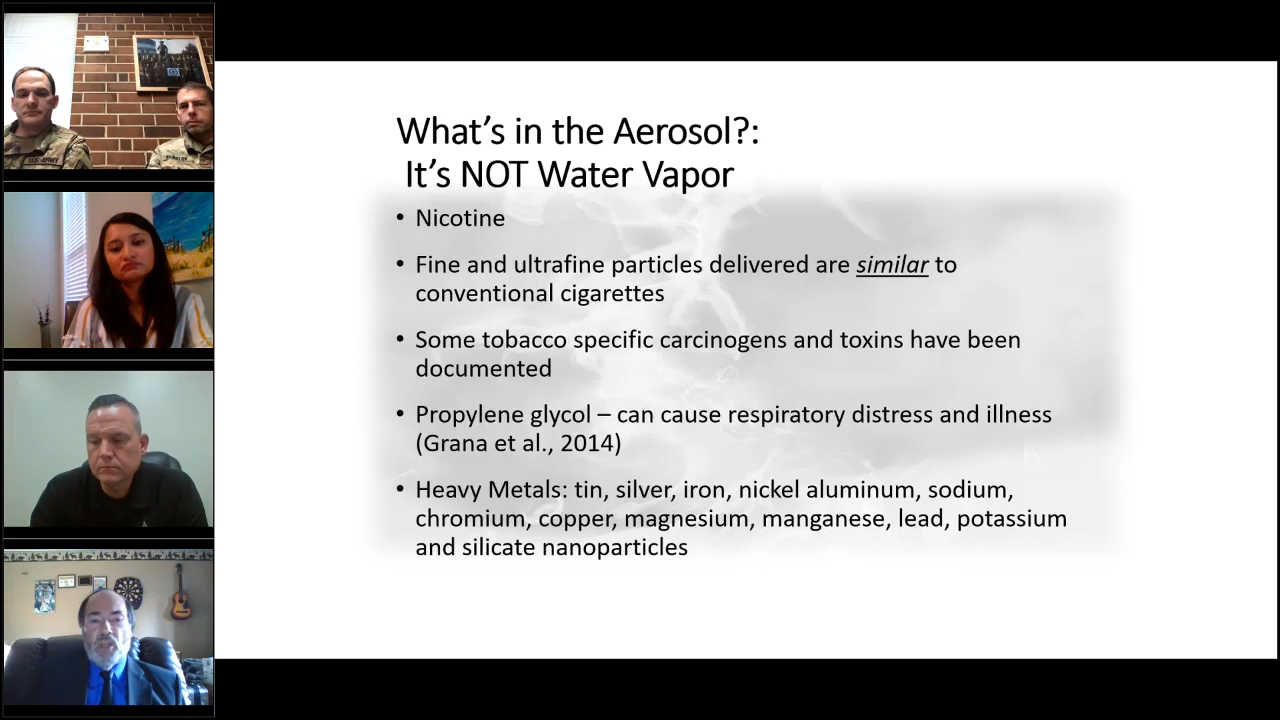 What's in the Aerosol?:
It's NOT Water Vapor
• Nicotine
• Fine and ultrafine particles delivered are similar to
conventional cigarettes
• Some tobacco specific carcinogens and toxins have been
documented
• Propylene glycol – can cause respiratory distress and illness
(Grana et al., 2014)
• Heavy Metals: tin, silver, iron, nickel aluminum, sodium,
chromium, copper, magnesium, manganese, lead, potassium
and silicate nanoparticles
U.S. ARMY